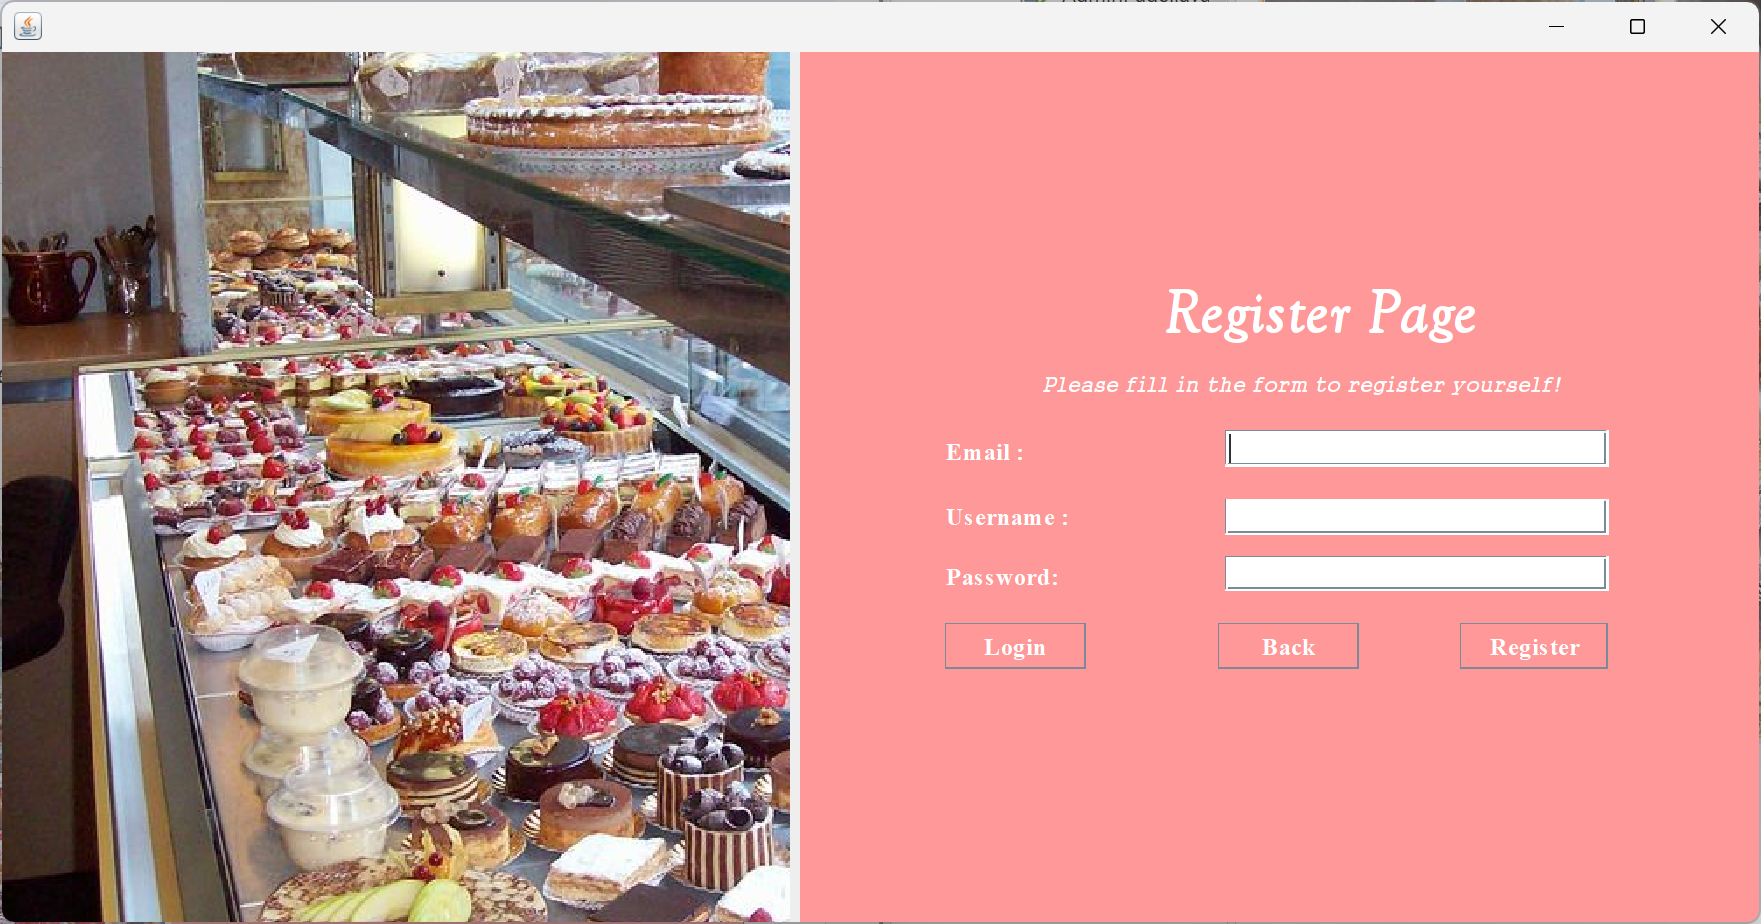 Register Page
Please fill in the form to register yourself!
Email :
Username :
Password:
Login Back Register